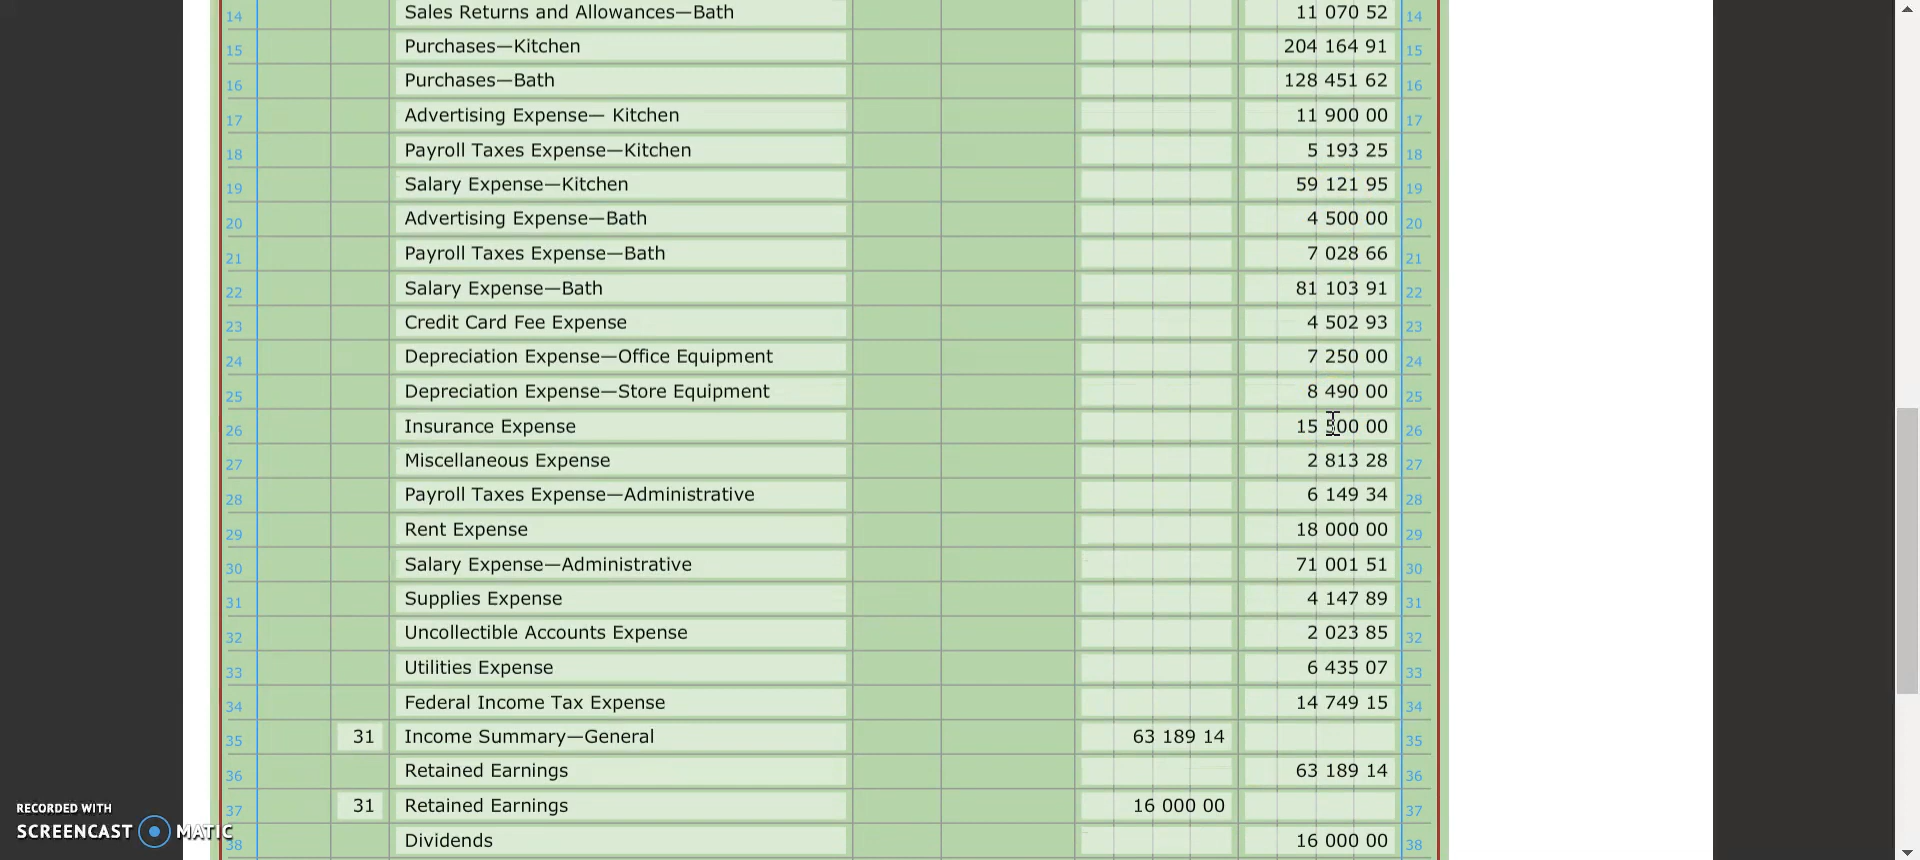 14 Sales Returns and Allowances—Bath 11 070 52 14
15 Purchases—Kitchen 204 164 91 15
16 Purchases—Bath 128 451 62 16
17 Advertising Expense— Kitchen 11 900 00 17
18 Payroll Taxes Expense—Kitchen 5 193 25 18
19 Salary Expense—Kitchen 59 121 95 19
20 Advertising Expense—Bath 4 500 00 20
21 Payroll Taxes Expense—Bath 7 028 66 21
22 Salary Expense—Bath 81 103 91 22
23 Credit Card Fee Expense 4 502 93 23
24 Depreciation Expense—Office Equipment 7 250 00 24
25 Depreciation Expense—Store Equipment 8 490 00 25
26 Insurance Expense 15 500 00 26
27 Miscellaneous Expense 2 813 28 27
28 Payroll Taxes Expense—Administrative 6 149 34 28
29 Rent Expense 18 000 00 29
30 Salary Expense—Administrative 71 001 51 30
31 Supplies Expense 4 147 89 31
32 Uncollectible Accounts Expense 2 023 85 32
33 Utilities Expense 6 435 07 33
34 Federal Income Tax Expense 14 749 15 34
35 31 Income Summary—General 63 189 14 35
36 Retained Earnings 63 189 14 36
37 31 Retained Earnings 16 000 00 37
38 Dividends 16 000 00 38
RECORDED WITH
SCREENCAST MATIC